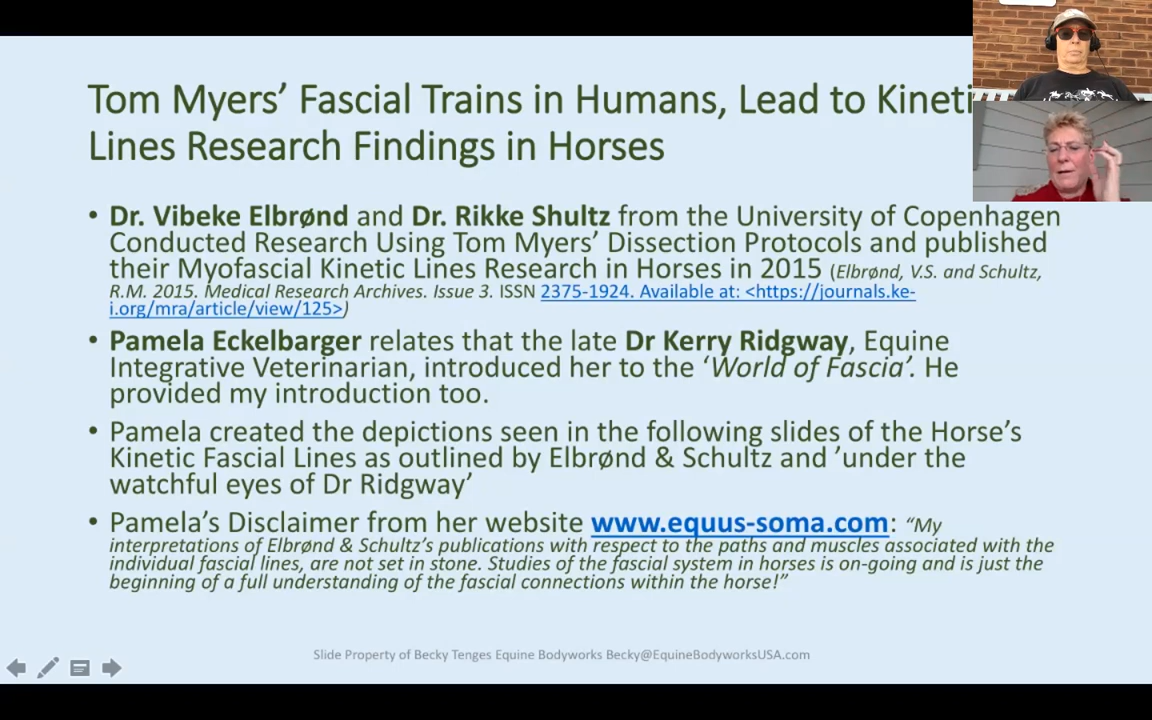 Tom Myers’ Fascial Trains in Humans, Lead to Kineti
Lines Research Findings in Horses
• Dr. Vibeke Elbrønd and Dr. Rikke Shultz from the University of Copenhagen
Conducted Research Using Tom Myers’ Dissection Protocols and published
their Myofascial Kinetic Lines Research in Horses in 2015 (Elbrønd, V.S. and Schultz,
R.M. 2015. Medical Research Archives. Issue 3. ISSN 2375-1924. Available at: <https://journals.ke-
i.org/mra/article/view/125>)
• Pamela Eckelbarger relates that the late Dr Kerry Ridgway, Equine
Integrative Veterinarian, introduced her to the ‘World of Fascia’. He
provided my introduction too.
• Pamela created the depictions seen in the following slides of the Horse’s
Kinetic Fascial Lines as outlined by Elbrønd & Schultz and ’under the
watchful eyes of Dr Ridgway’
• Pamela’s Disclaimer from her website www.equus-soma.com: “My
interpretations of Elbrønd & Schultz’s publications with respect to the paths and muscles associated with the
individual fascial lines, are not set in stone. Studies of the fascial system in horses is on-going and is just the
beginning of a full understanding of the fascial connections within the horse!”
Slide Property of Becky Tenges Equine Bodyworks Becky@EquineBodyworksUSA.com